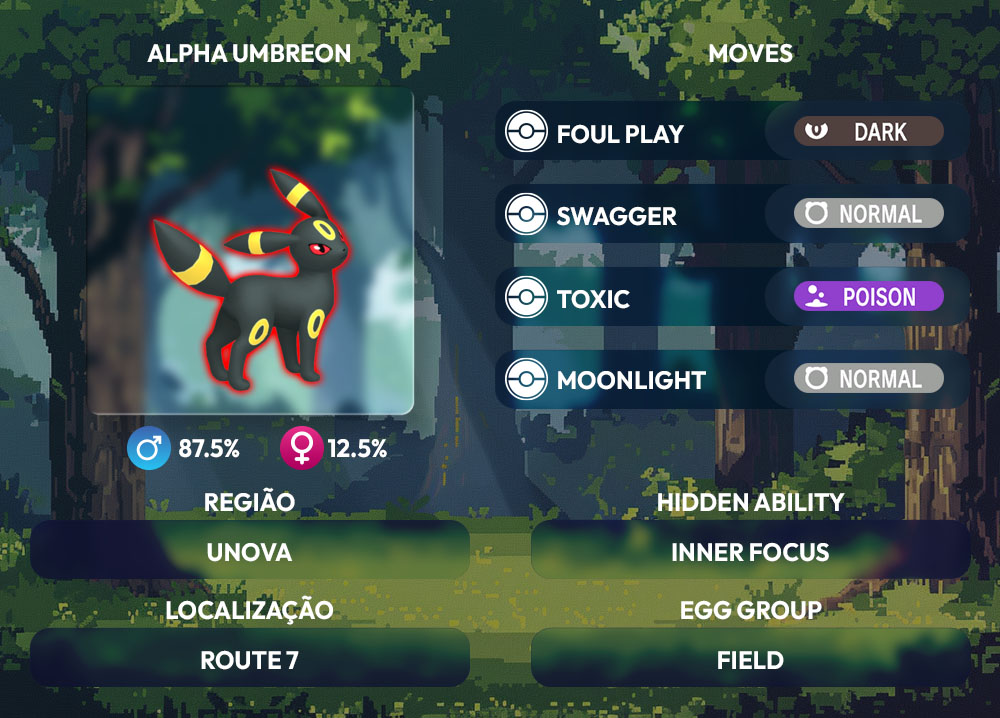 ALPHA UMBREON
87.5% 12.5%
REGIÃO
UNOVA
LOCALIZAÇÃO
ROUTE 7
MOVES
FOUL PLAY DARK
SWAGGER NORMAL
TOXIC POISON
MOONLIGHT NORMAL
HIDDEN ABILITY
INNER FOCUS
EGG GROUP
FIELD